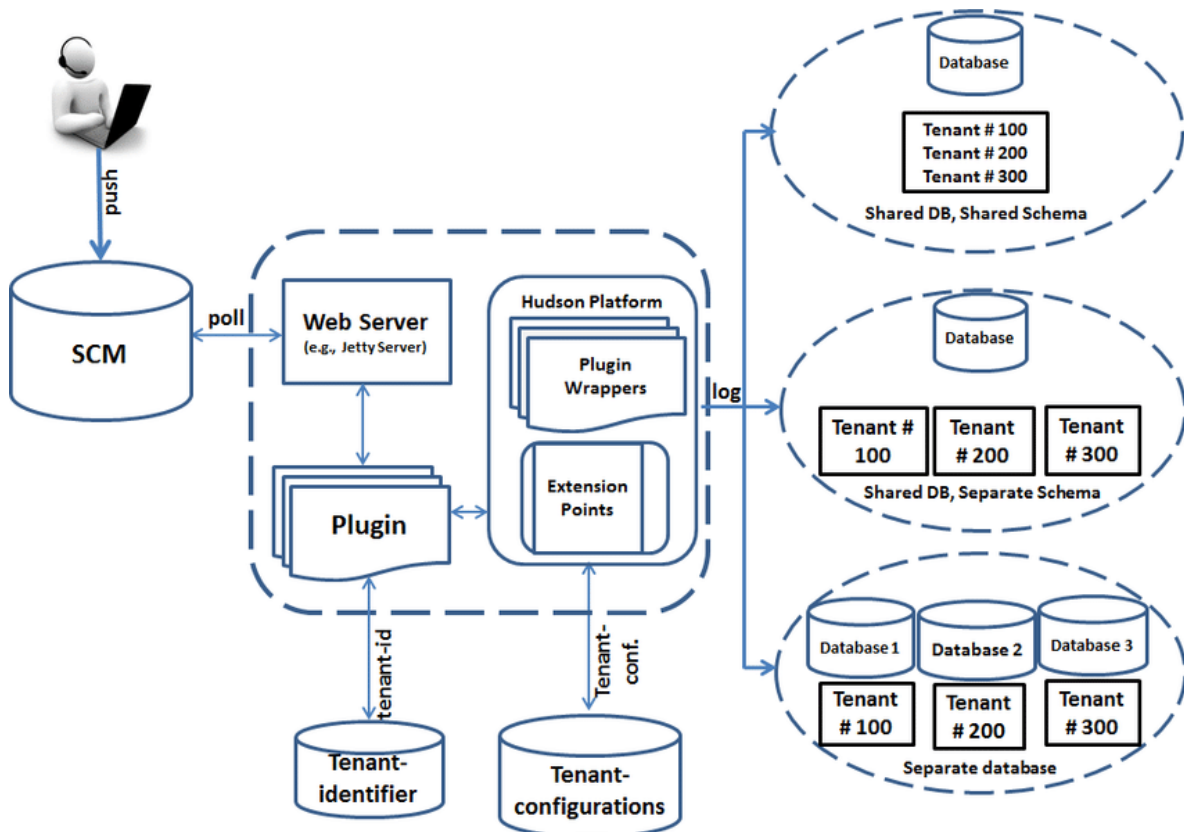 push
SCM
poll
Web Server
(e.g., Jetty Server)
Plugin
Hudson Platform
Plugin
Wrappers
Extension
Points
log
tenant-id
Tenant-
conf.
Tenant-
identifier
Tenant-
configurations
Database
Tenant # 100
Tenant # 200
Tenant # 300
Shared DB, Shared Schema
Database
Tenant #
100
Tenant
# 200
Tenant
# 300
Shared DB, Separate Schema
Database 1
Database 2
Database 3
Tenant
# 100
Tenant
# 200
Tenant
# 300
Separate database